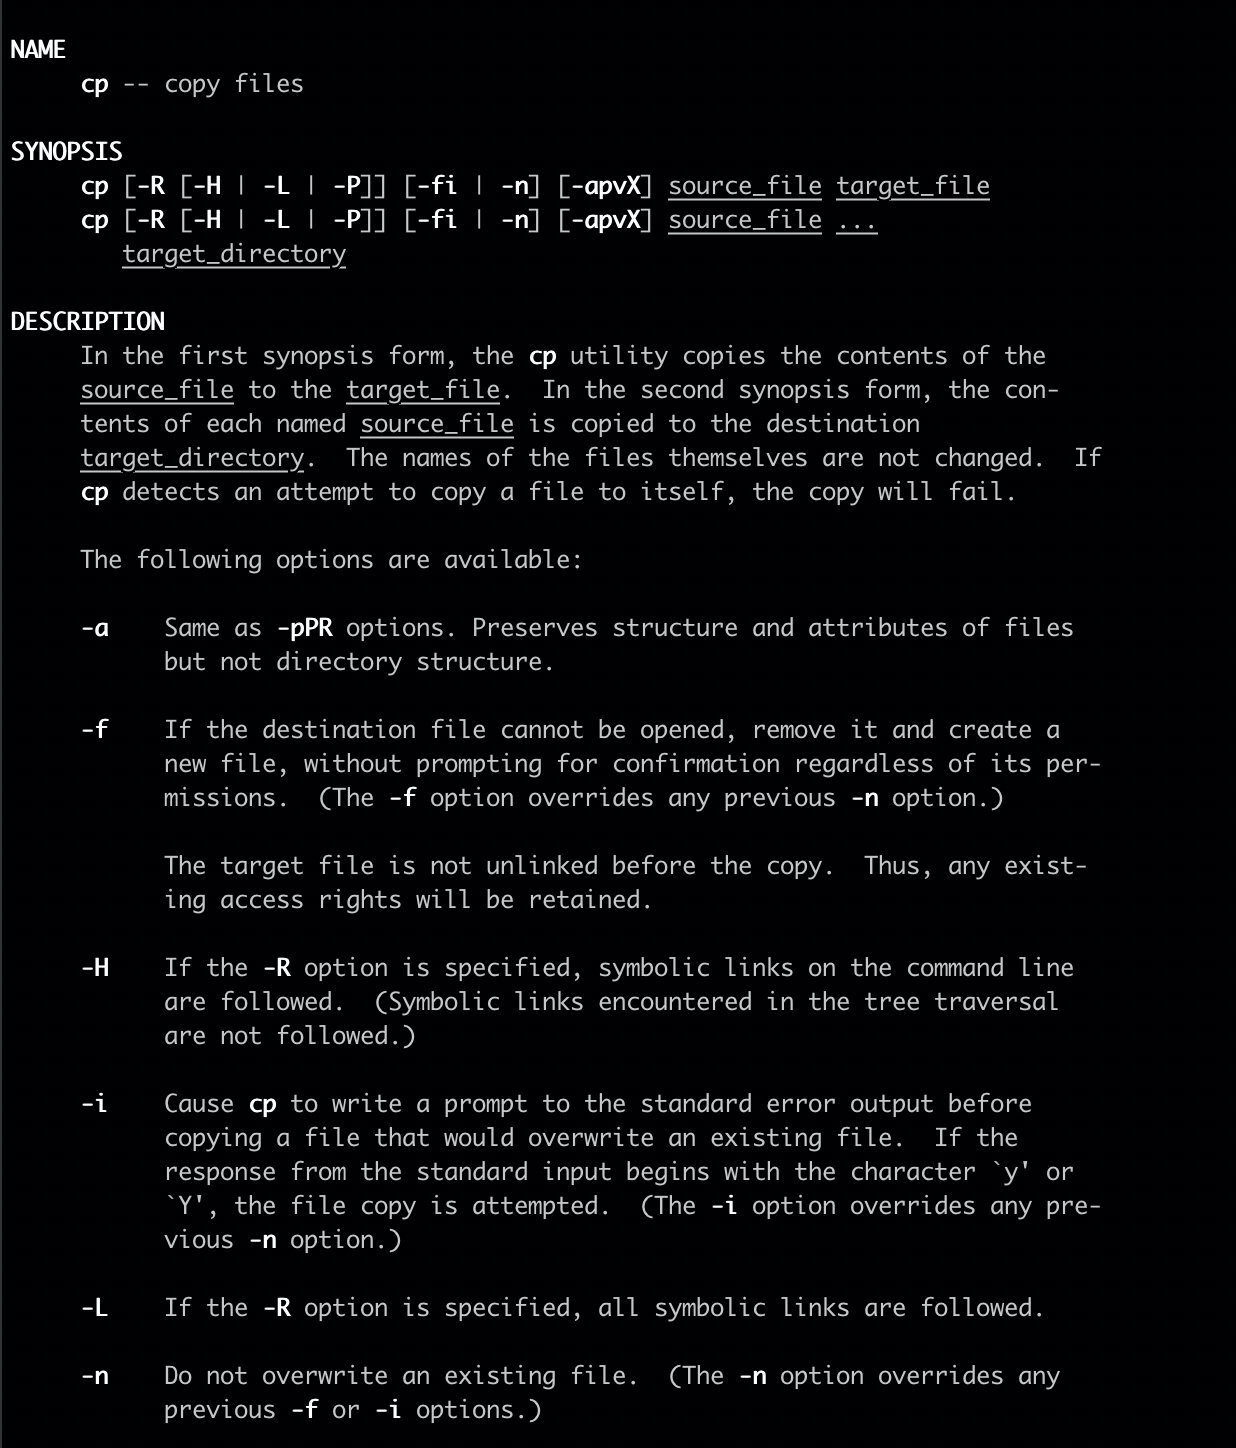 NAME
cp -- copy files
SYNOPSIS
cp [-R [-H | -L | -P]] [-fi | -n] [-apvX] source_file target_file
cp [-R [-H | -L | -P]] [-fi | -n] [-apvX] source_file ...
target_directory
DESCRIPTION
In the first synopsis form, the cp utility copies the contents of the
source_file to the target_file.  In the second synopsis form, the con-
tents of each named source_file is copied to the destination
target_directory.  The names of the files themselves are not changed.  If
cp detects an attempt to copy a file to itself, the copy will fail.
The following options are available:
-a    Same as -pPR options. Preserves structure and attributes of files
but not directory structure.
-f    If the destination file cannot be opened, remove it and create a
new file, without prompting for confirmation regardless of its per-
missions.  (The -f option overrides any previous -n option.)
The target file is not unlinked before the copy.  Thus, any exist-
ing access rights will be retained.
-H    If the -R option is specified, symbolic links on the command line
are followed.  (Symbolic links encountered in the tree traversal
are not followed.)
-i    Cause cp to write a prompt to the standard error output before
copying a file that would overwrite an existing file.  If the
response from the standard input begins with the character `y' or
`Y', the file copy is attempted.  (The -i option overrides any pre-
vious -n option.)
-L    If the -R option is specified, all symbolic links are followed.
-n    Do not overwrite an existing file.  (The -n option overrides any
previous -f or -i options.)